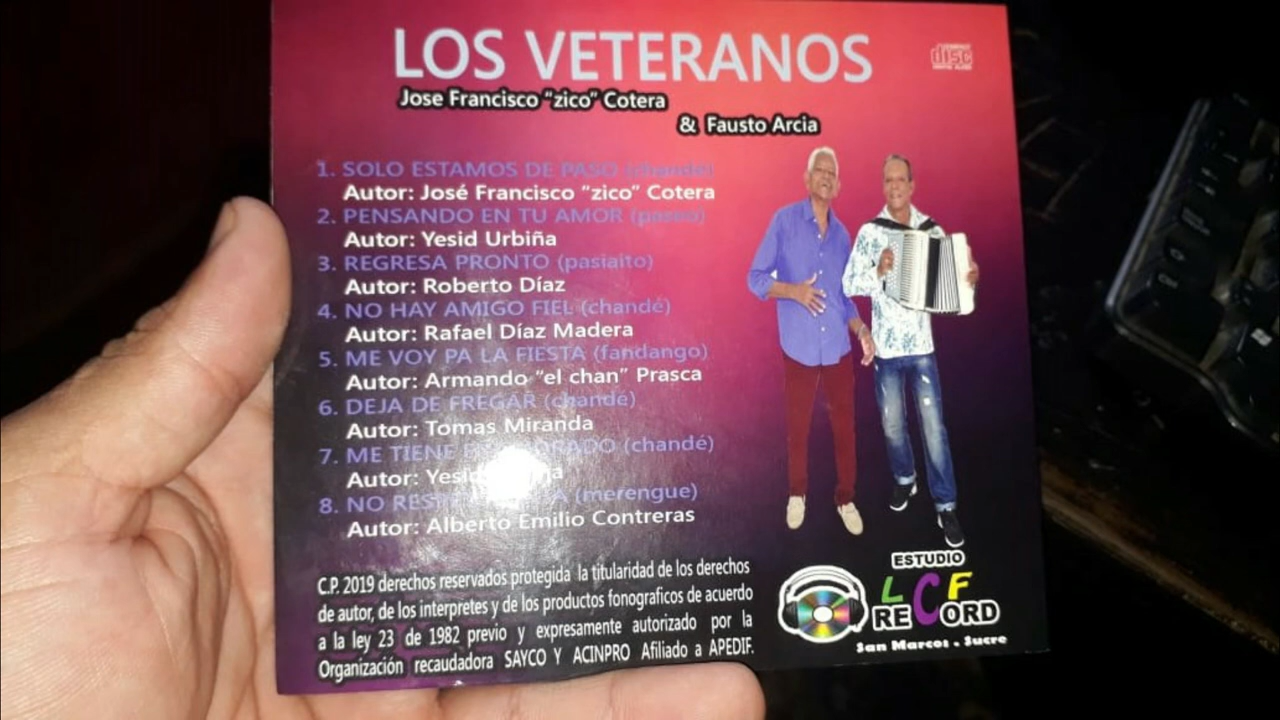 LOS VETERANOS
disc
Jose Francisco "zico" Cotera
& Fausto Arcia
1. SOLO ESTAMOS DE PASO (chandé)
Autor: José Francisco "zico" Cotera
2. PENSANDO EN TU AMOR (paseo)
Autor: Yesid Urbiña
3. REGRESA PRONTO (pasiaito)
Autor: Roberto Díaz
4. NO HAY AMIGO FIEL (chandé)
Autor: Rafael Díaz Madera
5. ME VOY PA LA FIESTA (fandango)
Autor: Armando "el chan" Prasca
6. DEJA DE FREGAR (chandé)
Autor: Tomas Miranda
7. ME TIENE (chandé)
Autor:
8. NO (merengue)
Autor: Alberto Emilio Contreras
C.P. 2019 derechos reservados protegida la titularidad de los derechos
de autor, de los interpretes y de los productos fonograficos de acuerdo
a la ley 23 de 1982 previo y expresamente autorizado por la
Organización recaudadora SAYCO Y ACINPRO Afiliado a APEDIF.
ESTUDIO
LCF
RECORD
San Marcos . Sucre